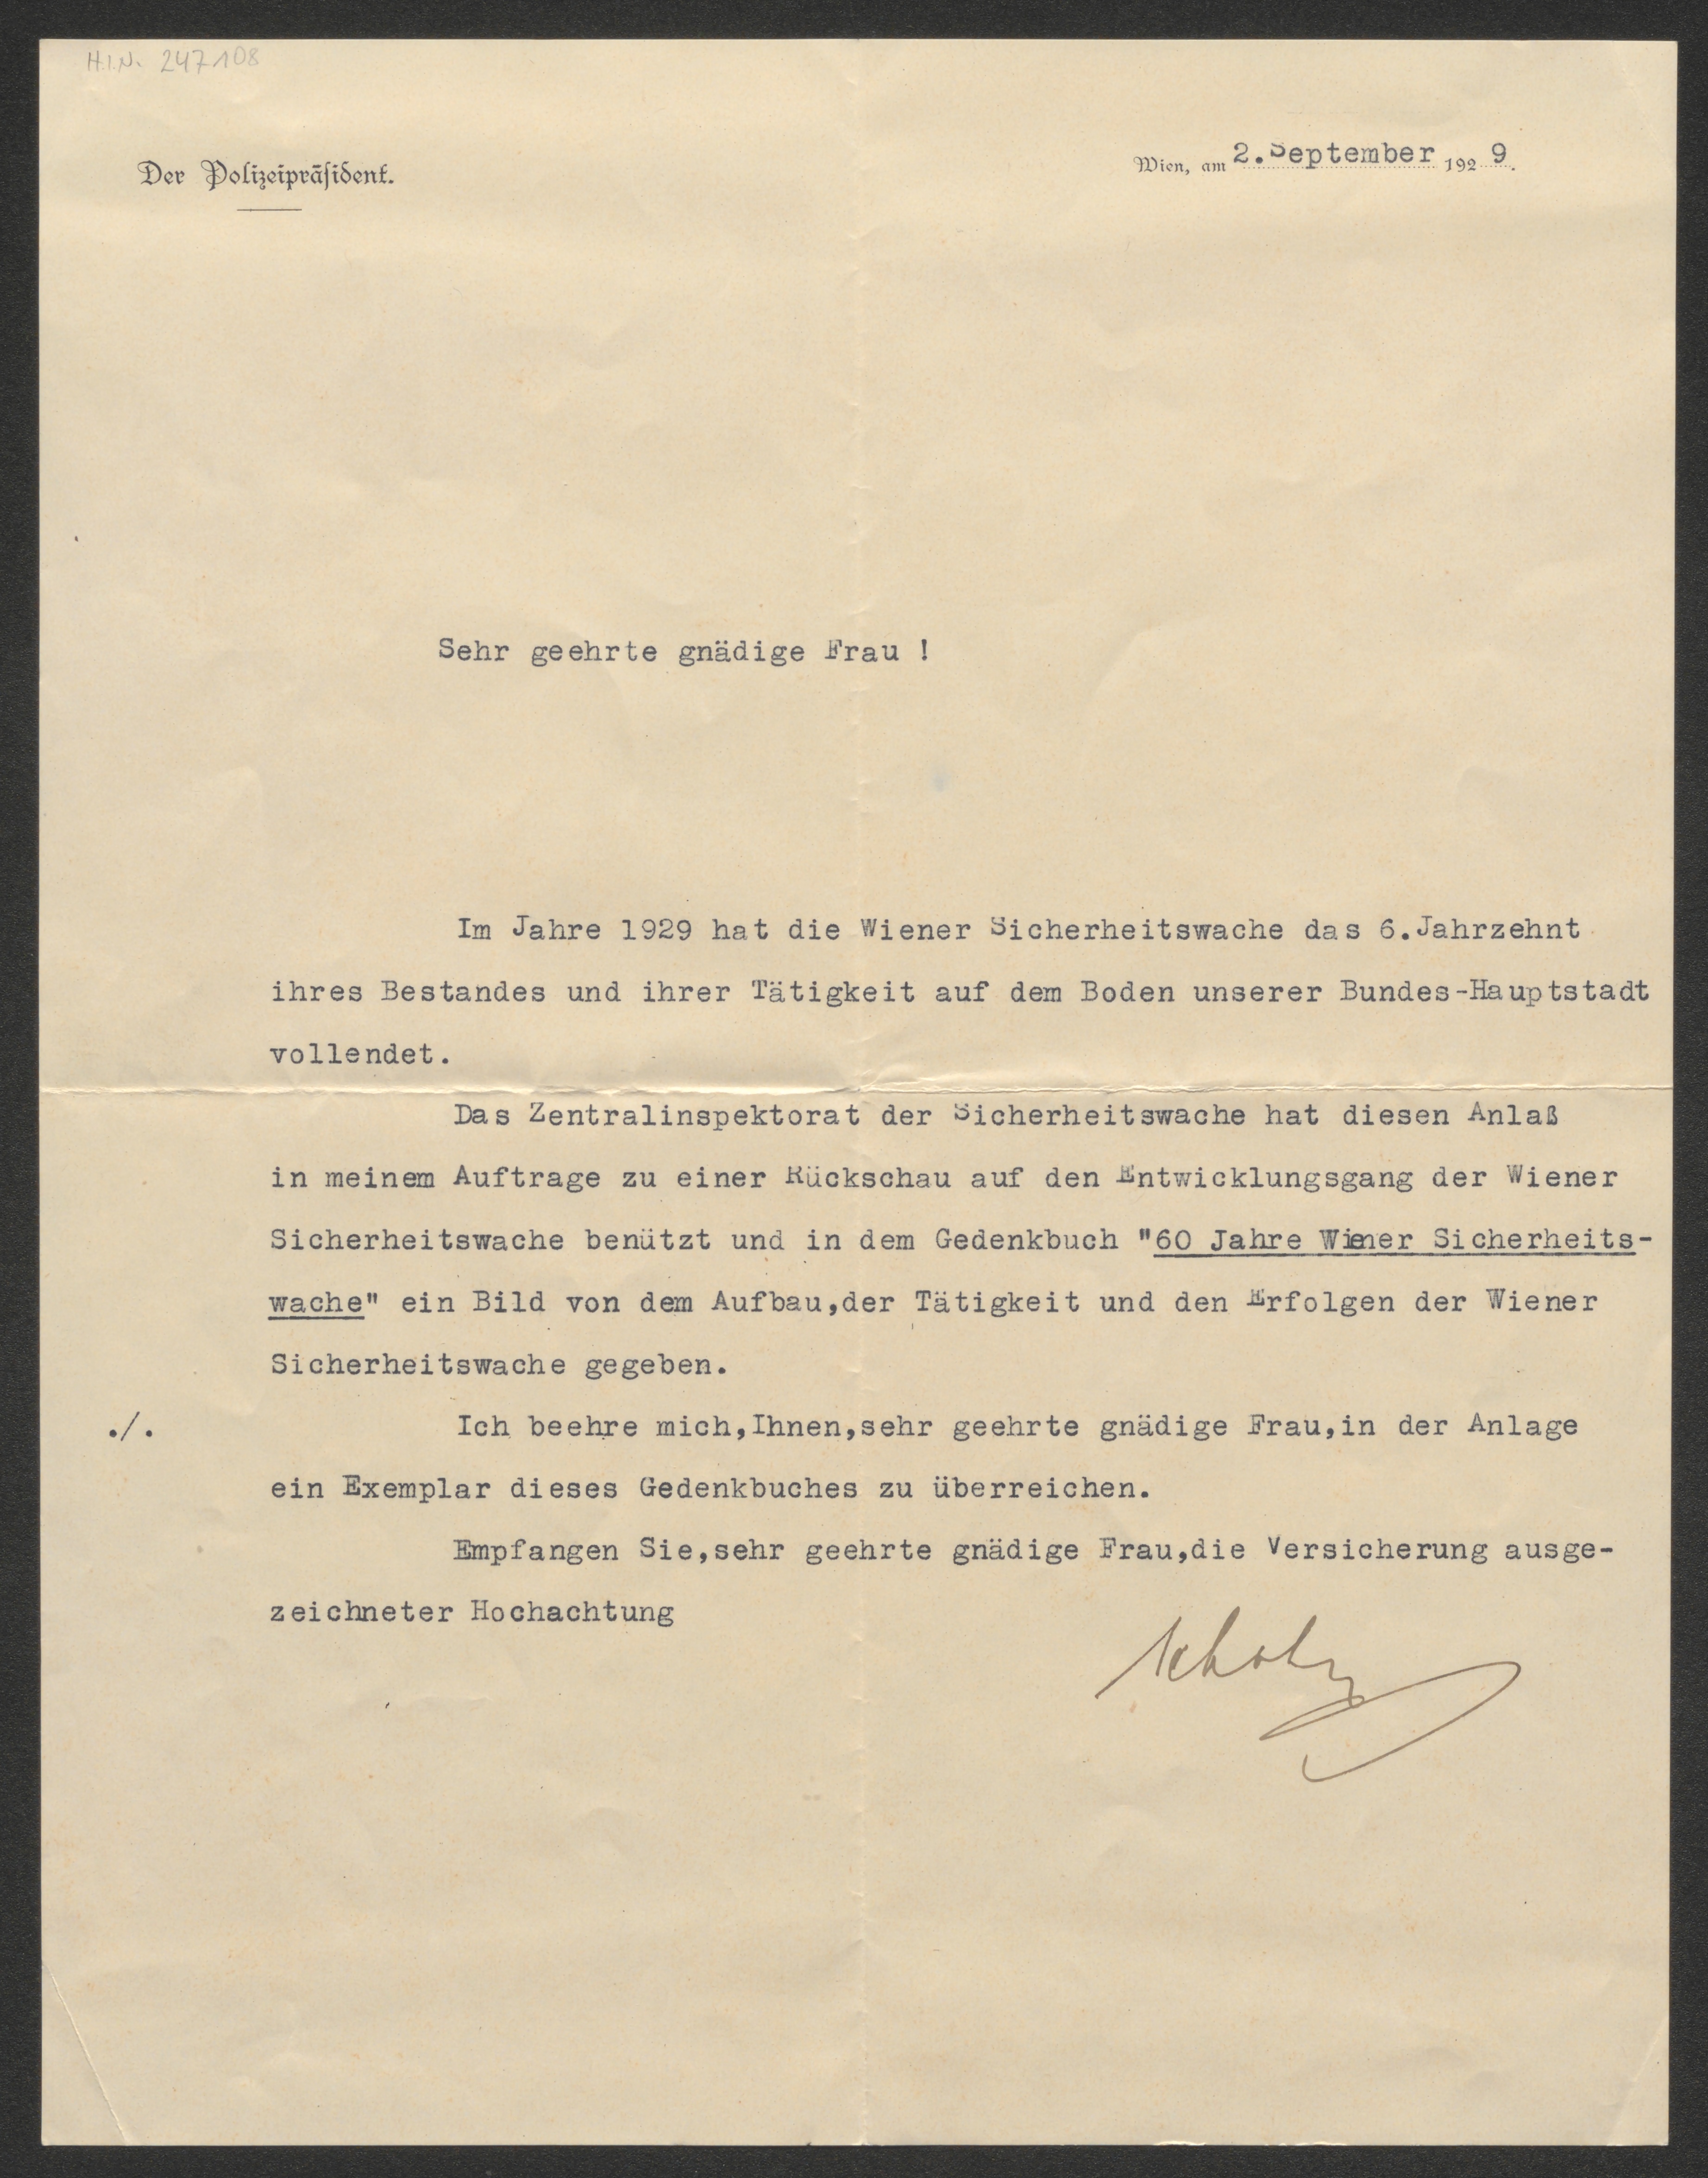 H.I.N. 247108
Der Polizeipräsident.
Wien, am 2.September 1929.
Sehr geehrte gnädige Frau !
Im Jahre 1929 hat die Wiener Sicherheitswache das 6.Jahrzehnt
ihres Bestandes und ihrer Tätigkeit auf dem Boden unserer Bundes-Hauptstadt
vollendet.
Das Zentralinspektorat der Sicherheitswache hat diesen Anlaß
in meinem Auftrage zu einer Rückschau auf den Entwicklungsgang der Wiener
Sicherheitswache benützt und in dem Gedenkbuch "60 Jahre Wiener Sicherheits-
wache" ein Bild von dem Aufbau,der Tätigkeit und den Erfolgen der Wiener
Sicherheitswache gegeben.
./. Ich beehre mich,Ihnen,sehr geehrte gnädige Frau,in der Anlage
ein Exemplar dieses Gedenkbuches zu überreichen.
Empfangen Sie,sehr geehrte gnädige Frau,die Versicherung ausge-
zeichneter Hochachtung